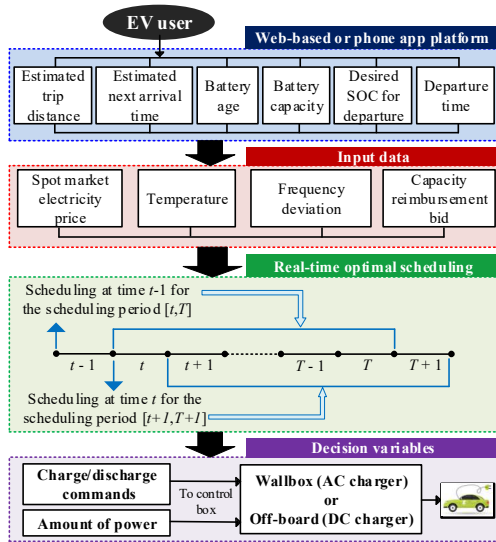 EV user
Web-based or phone app platform
Estimated
trip
distance
Estimated
next arrival
time
Battery
age
Battery
capacity
Desired
SOC for
departure
Departure
time
Input data
Spot market
electricity
price
Temperature
Frequency
deviation
Capacity
reimbursement
bid
Real-time optimal scheduling
Scheduling at time t-1 for
the scheduling period [t,T]
t - 1
t
t + 1
T - 1
T
T + 1
Scheduling at time t for
the scheduling period [t+1,T+1]
Decision variables
Charge/discharge
commands
Amount of power
To control
box
Wallbox (AC charger)
or
Off-board (DC charger)